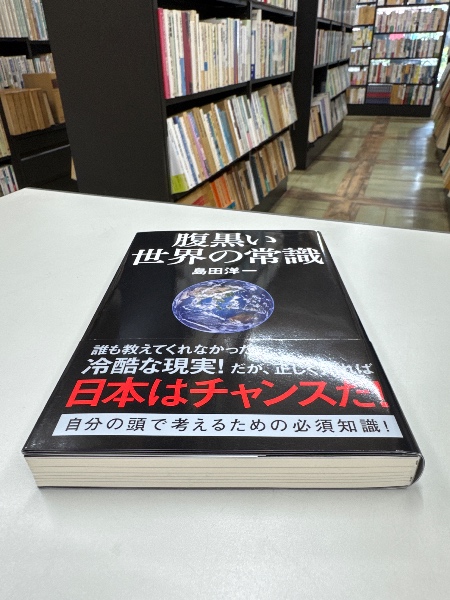 腹黒い
世界の常識
島田洋一
誰も教えてくれなかった
冷酷な現実! だが、正しく れば
日本はチャンスだ!
自分の頭で考えるための必須知識!